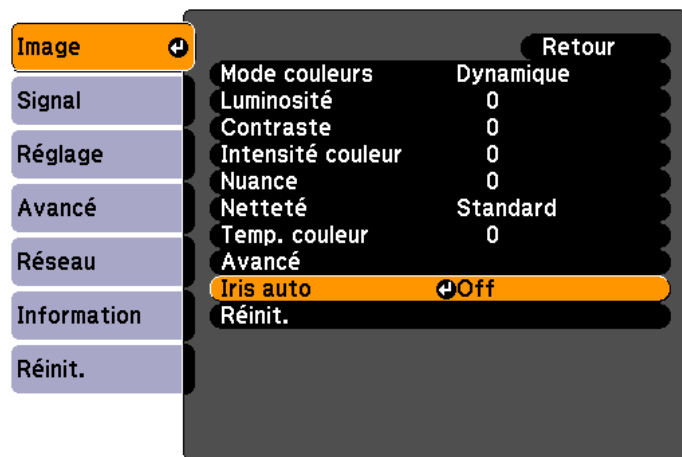 Image
Signal
Réglage
Avancé
Réseau
Information
Réinit.
Retour
Mode couleurs Dynamique
Luminosité 0
Contraste 0
Intensité couleur 0
Nuance 0
Netteté Standard
Temp. couleur 0
Avancé
Iris auto Off
Réinit.